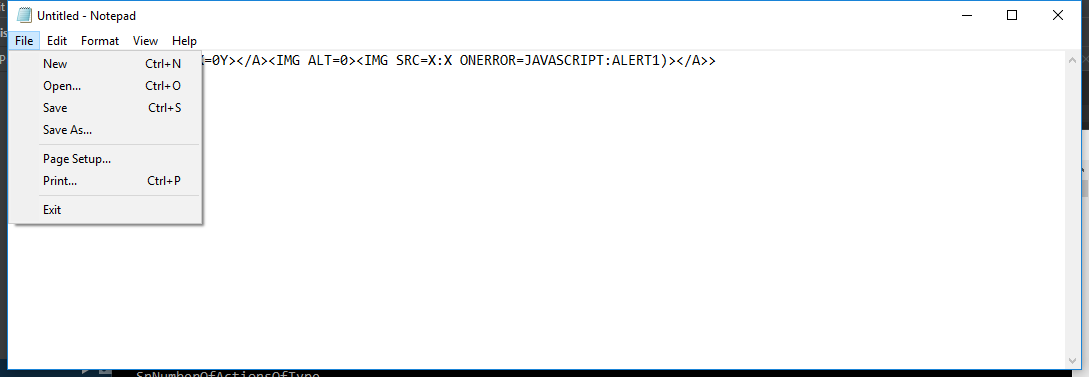 Untitled - Notepad
File Edit Format View Help
=0Y></A><IMG ALT=0><IMG SRC=X:X ONERROR=JAVASCRIPT:ALERT1)></A>>
New Ctrl+N
Open... Ctrl+O
Save Ctrl+S
Save As...
Page Setup...
Print... Ctrl+P
Exit
SpNumberOfActionsOfType